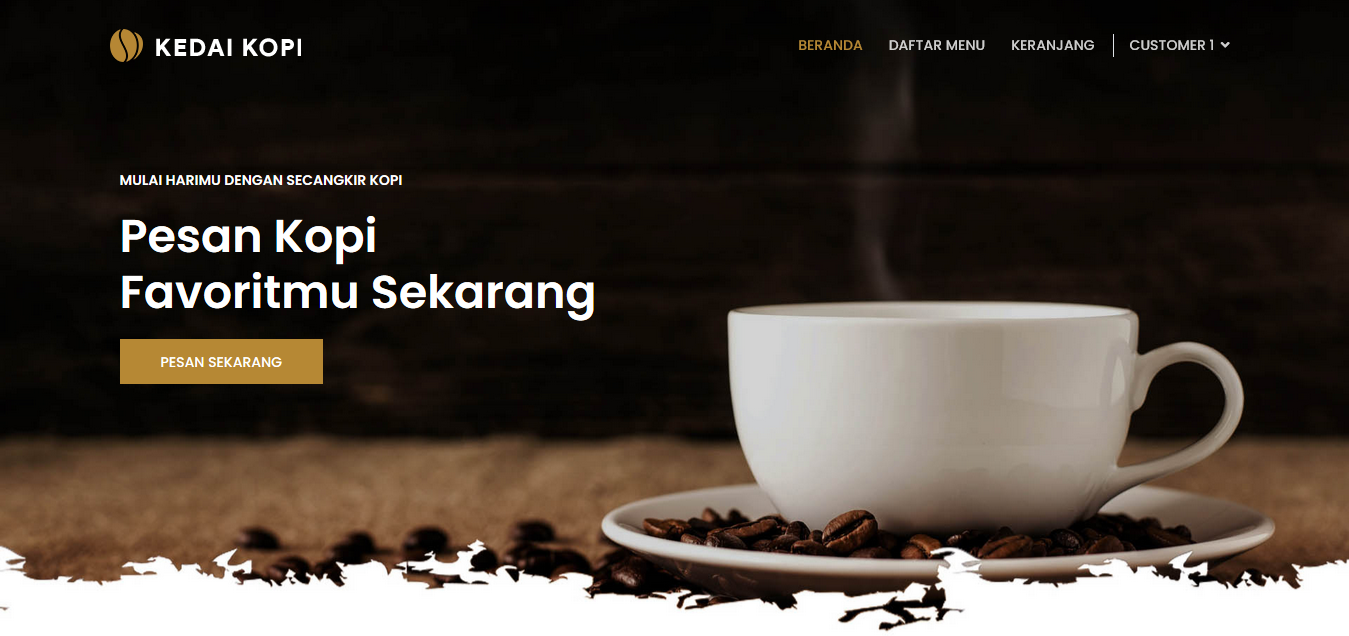 KEDAI KOPI
BERANDA DAFTAR MENU KERANJANG CUSTOMER 1
MULAI HARIMU DENGAN SECANGKIR KOPI
Pesan Kopi
Favoritmu Sekarang
PESAN SEKARANG